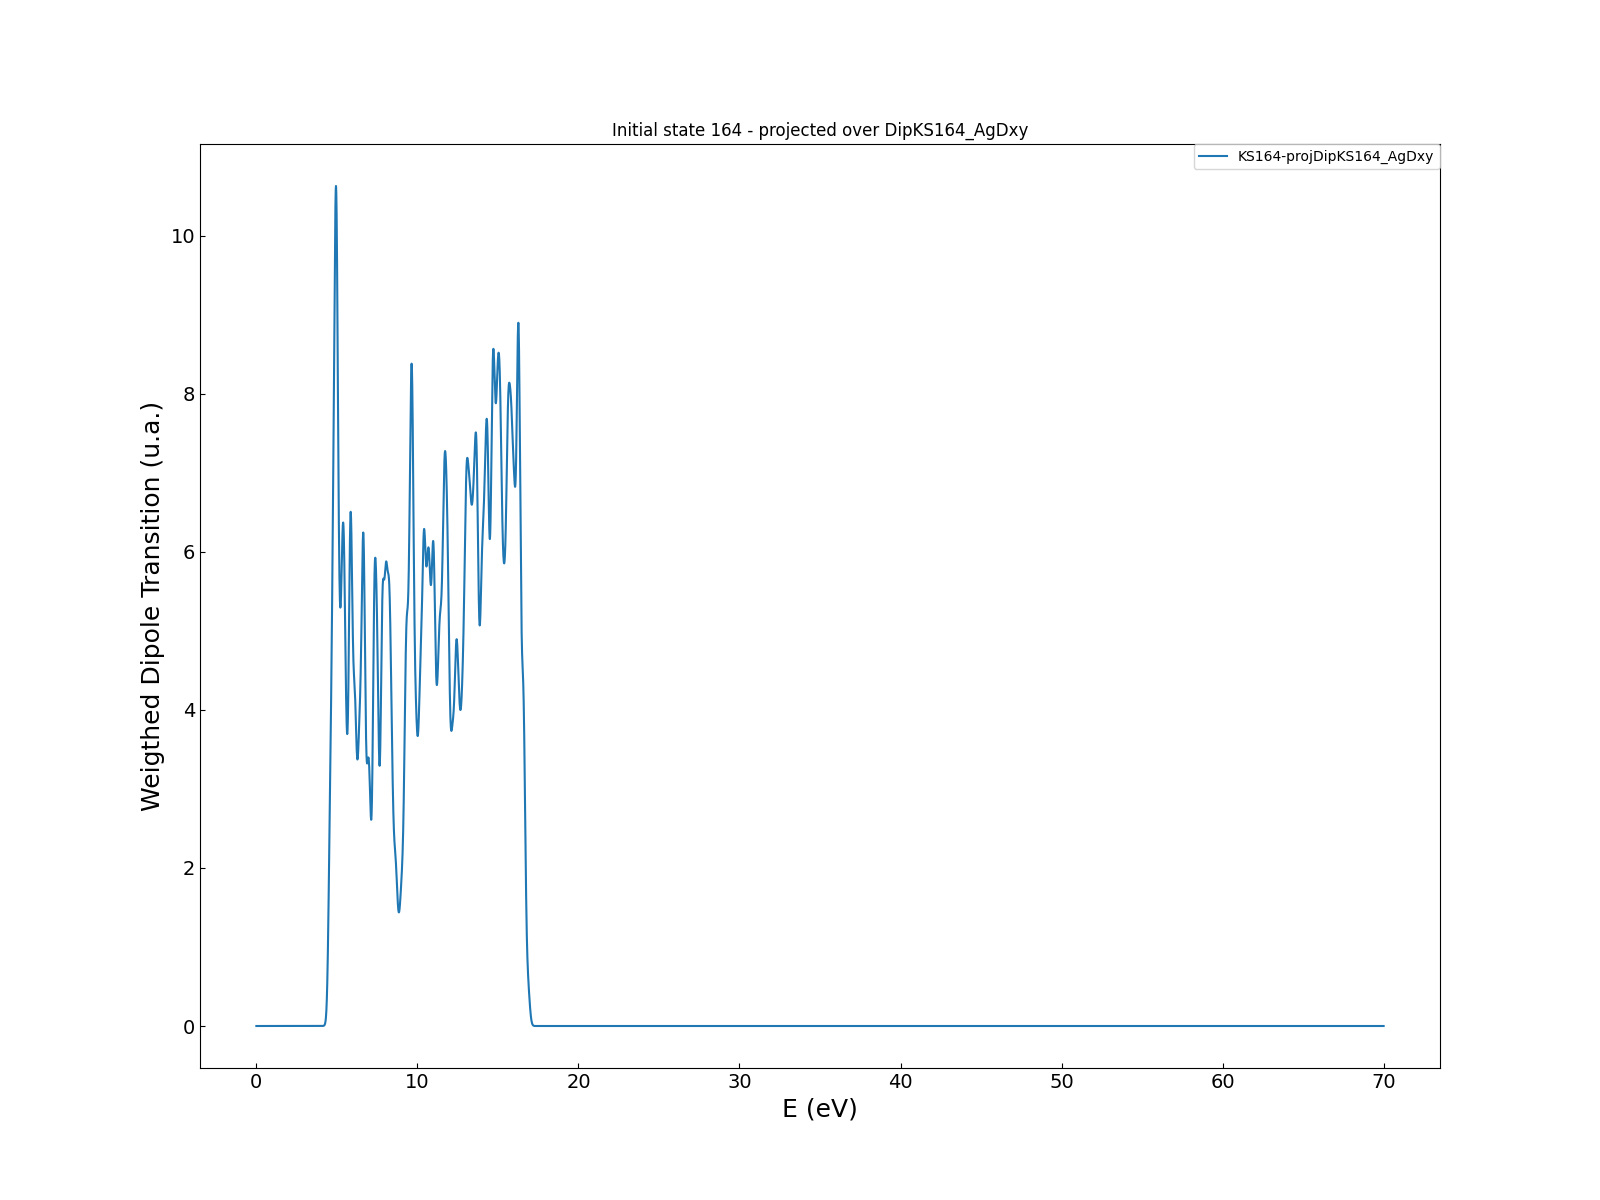 Initial state 164 - projected over DipKS164_AgDxy
KS164-projDipKS164_AgDxy
Weigthed Dipole Transition (u.a.)
10
8
6
4
2
0
0 10 20 30 40 50 60 70
E (eV)